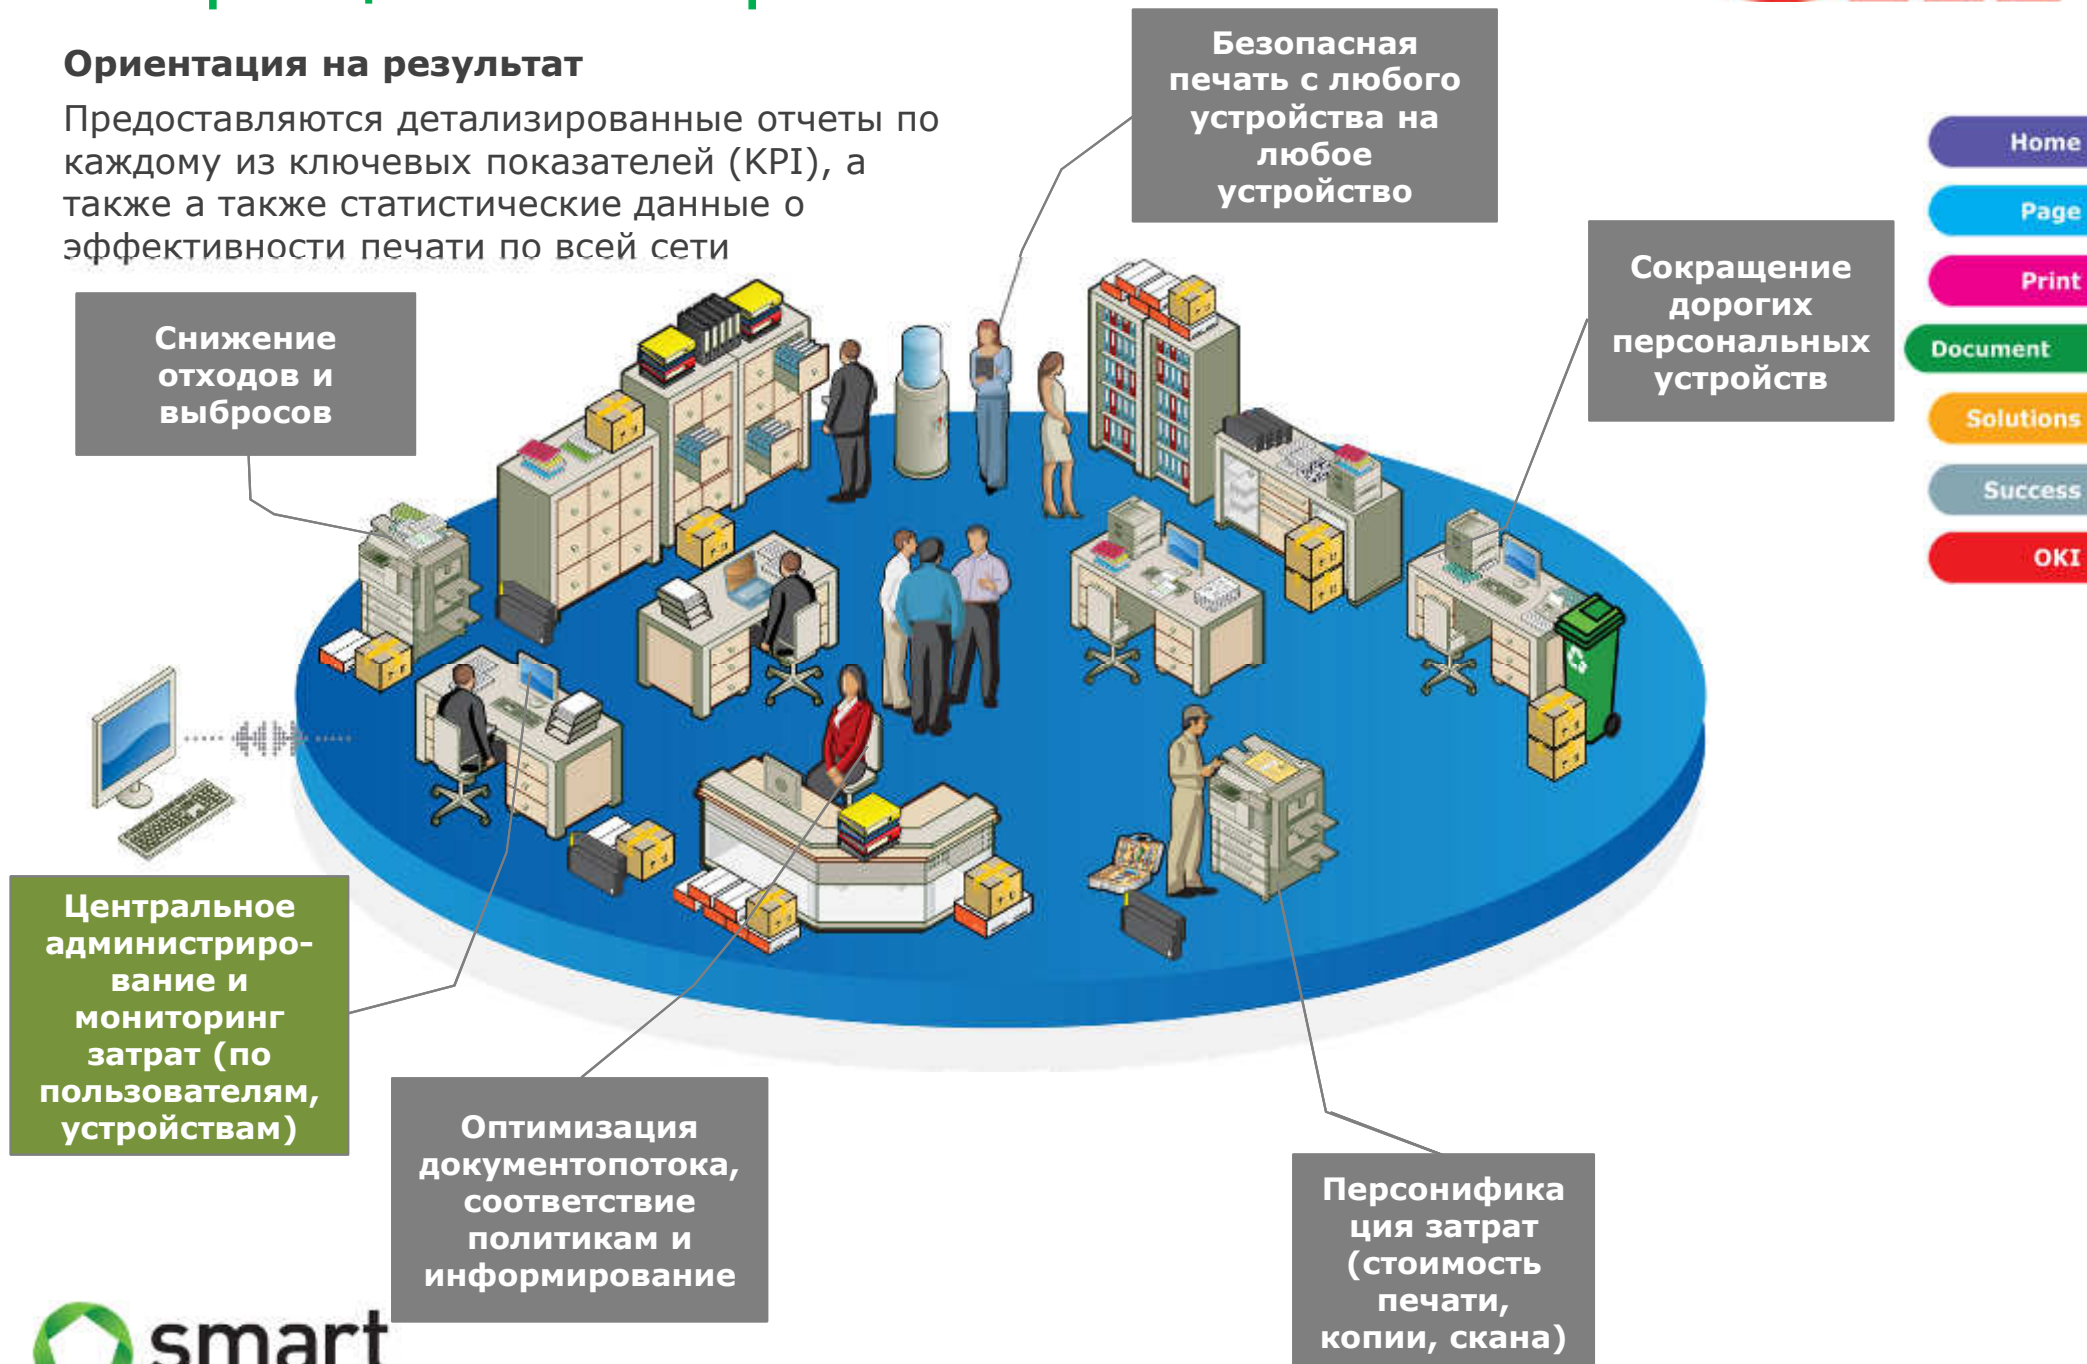 Ориентация на результат
Предоставляются детализированные отчеты по
каждому из ключевых показателей (KPI), а
также а также статистические данные о
эффективности печати по всей сети
Безопасная
печать с любого
устройства на
любое
устройство
Сокращение
дорогих
персональных
устройств
Home
Page
Print
Document
Solutions
Success
OKI
Снижение
отходов и
выбросов
Центральное
администриро-
вание и
мониторинг
затрат (по
пользователям,
устройствам)
Оптимизация
документопотока,
соответствие
политикам и
информирование
Персонифика
ция затрат
(стоимость
печати,
копии, скана)
smart